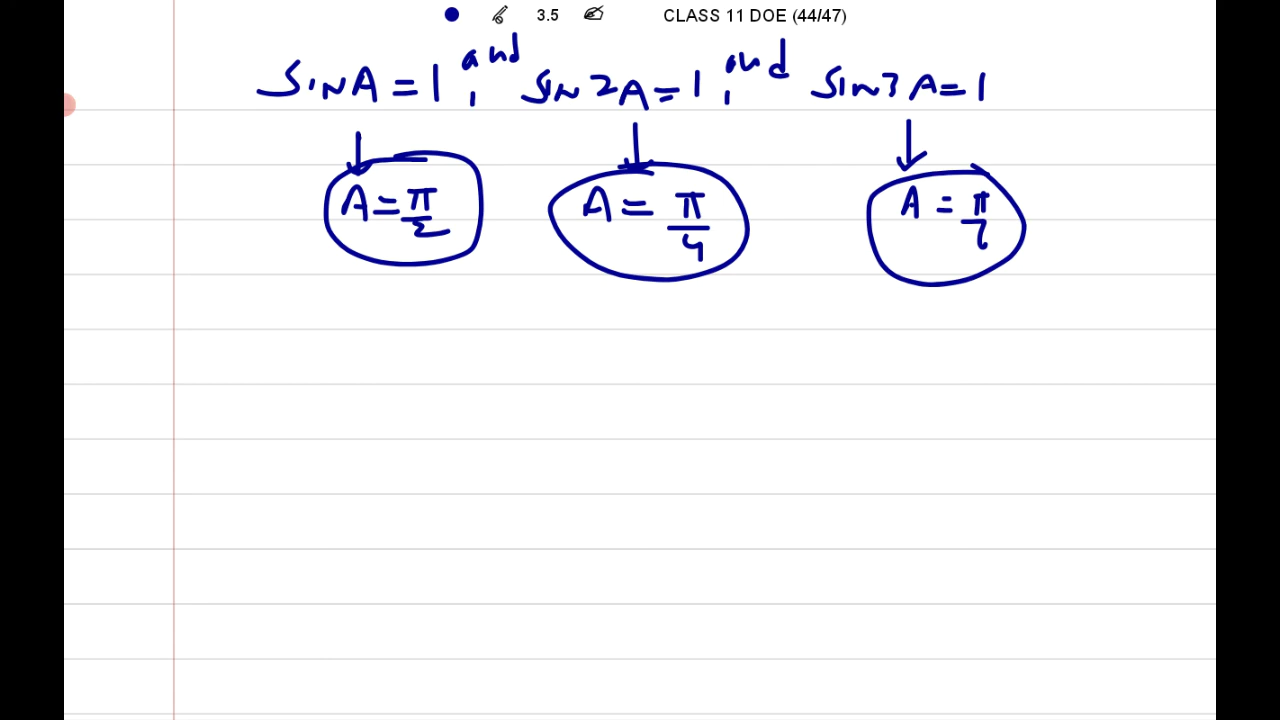 3.5 CLASS 11 DOE (44/47)
sinA = 1, and sin2A = 1, and sin3A = 1
A = π/2 A = π/4 A = π/6